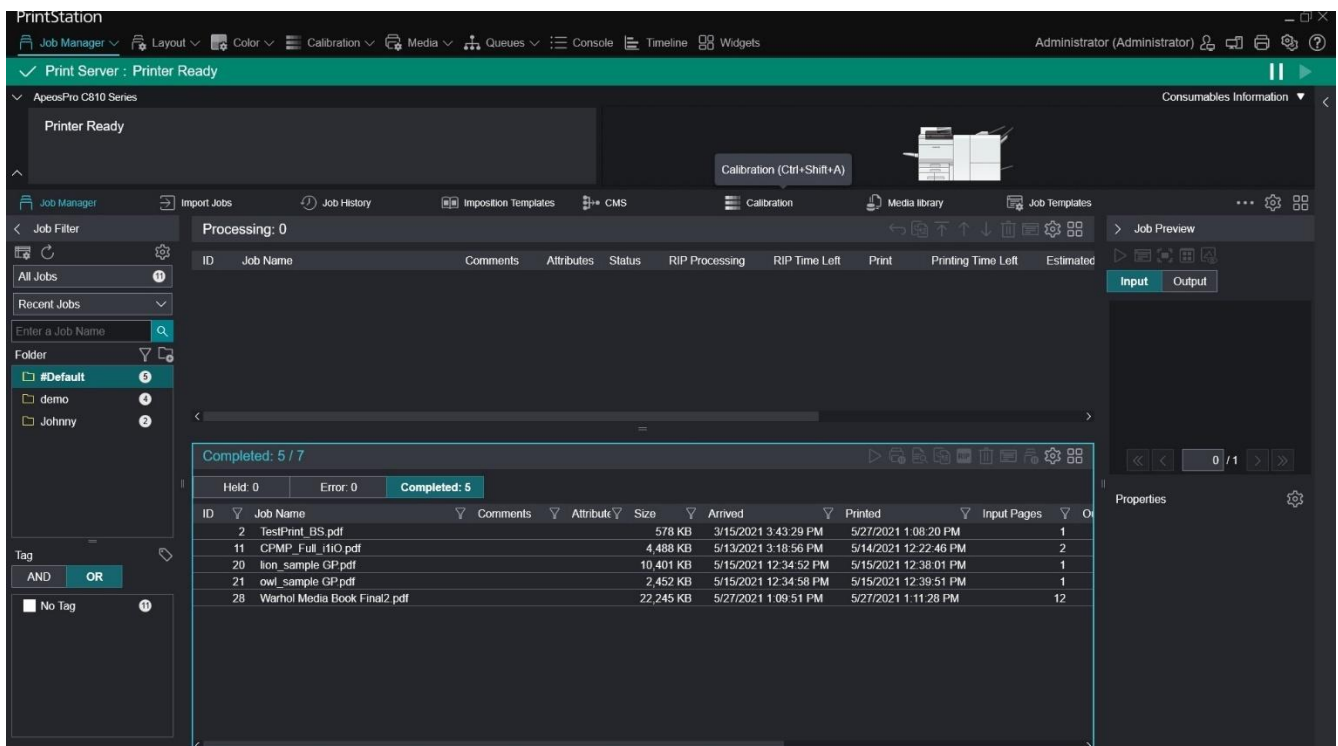 PrintStation
Job Manager Layout Color Calibration Media Queues Console Timeline Widgets Administrator (Administrator)
Print Server : Printer Ready
ApeosPro C810 Series Consumables Information
Printer Ready
Calibration (Ctrl+Shift+A)
Job Manager Import Jobs Job History Imposition Templates CMS Calibration Media library Job Templates
Job Filter
All Jobs 11
Recent Jobs
Enter a Job Name
Folder
#Default 5
demo 4
Johnny 2
Tag
AND OR
No Tag 11
Processing: 0
ID Job Name Comments Attributes Status RIP Processing RIP Time Left Print Printing Time Left Estimated
Completed: 5 / 7
Held: 0 Error: 0 Completed: 5
ID Job Name Comments Attribute Size Arrived Printed Input Pages Ou
2 TestPrint_BS.pdf 578 KB 3/15/2021 3:43:29 PM 5/27/2021 1:08:20 PM 1
11 CPMP_Full_i1iO.pdf 4,488 KB 5/13/2021 3:18:56 PM 5/14/2021 12:22:46 PM 2
20 lion_sample GP.pdf 10,401 KB 5/15/2021 12:34:52 PM 5/15/2021 12:38:01 PM 1
21 owl_sample GP.pdf 2,452 KB 5/15/2021 12:34:58 PM 5/15/2021 12:39:51 PM 1
28 Warhol Media Book Final2.pdf 22,245 KB 5/27/2021 1:09:51 PM 5/27/2021 1:11:28 PM 12
Job Preview
Input Output
0 / 1
Properties